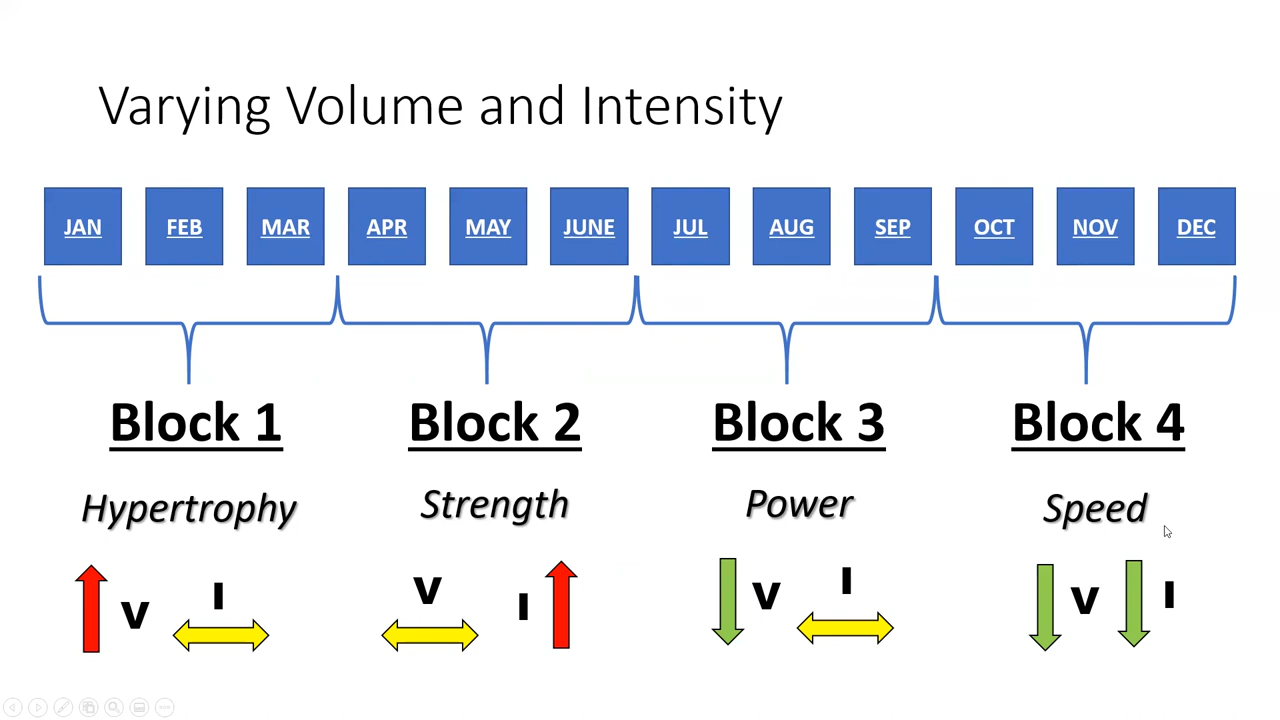 Varying Volume and Intensity
JAN FEB MAR APR MAY JUNE JUL AUG SEP OCT NOV DEC
Block 1 Block 2 Block 3 Block 4
Hypertrophy Strength Power Speed
V I V I V I V I